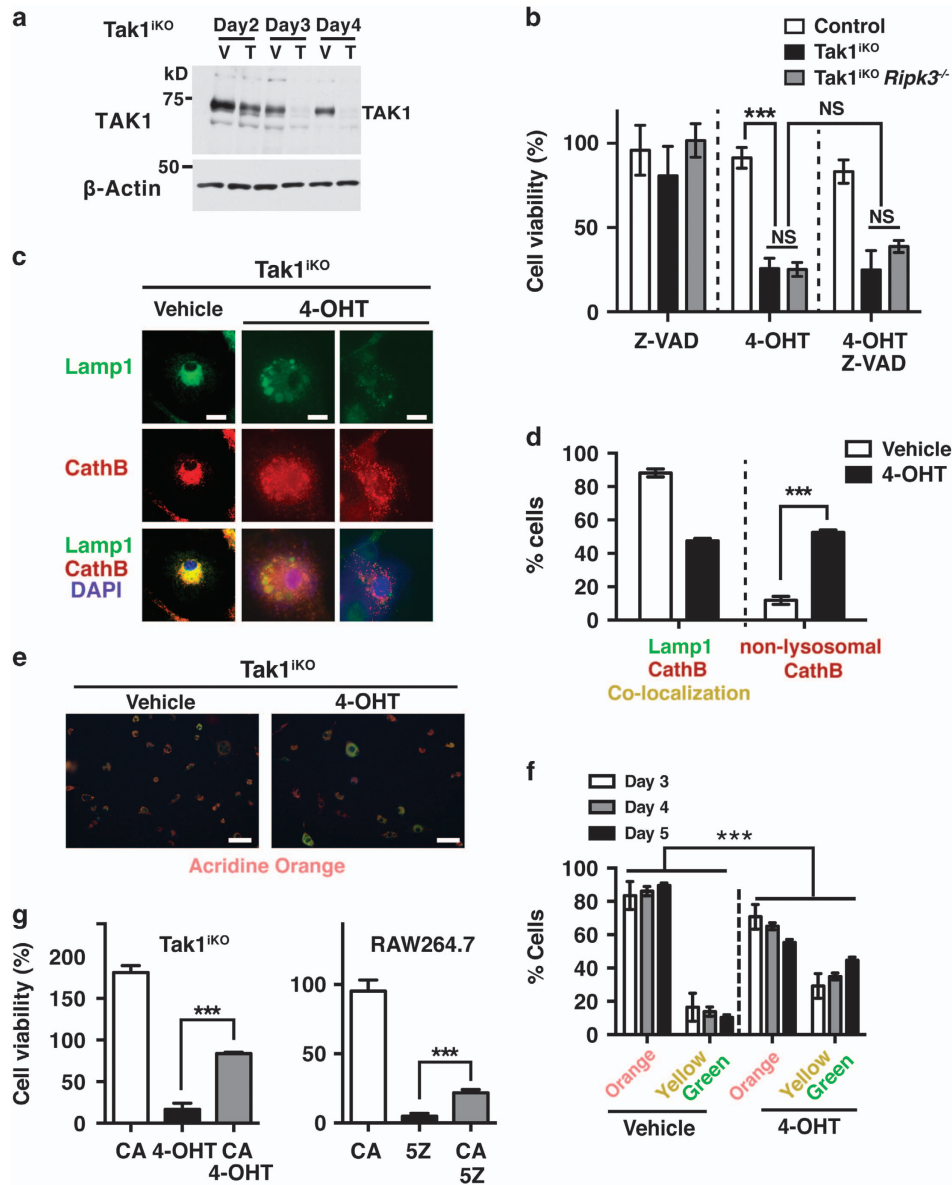 a
Tak1iKO
Day2 Day3 Day4
V T V T V T
kD
75
TAK1
TAK1
50
β-Actin
b
Control
Tak1iKO
Tak1iKO Ripk3-/-
Cell viability (%)
100
50
0
***
NS
NS
NS
Z-VAD
4-OHT
4-OHT
Z-VAD
c
Tak1iKO
Vehicle
4-OHT
Lamp1
CathB
Lamp1
CathB
DAPI
d
Vehicle
4-OHT
% cells
100
80
60
40
20
0
***
Lamp1
CathB
Co-localization
non-lysosomal
CathB
e
Tak1iKO
Vehicle
4-OHT
Acridine Orange
f
Day 3
Day 4
Day 5
***
% Cells
100
80
60
40
20
0
Orange
Yellow
Green
Orange
Yellow
Green
Vehicle
4-OHT
g
Tak1iKO
Cell viability (%)
200
150
100
50
0
***
CA
4-OHT
CA
4-OHT
RAW264.7
100
50
0
***
CA
5Z
CA
5Z